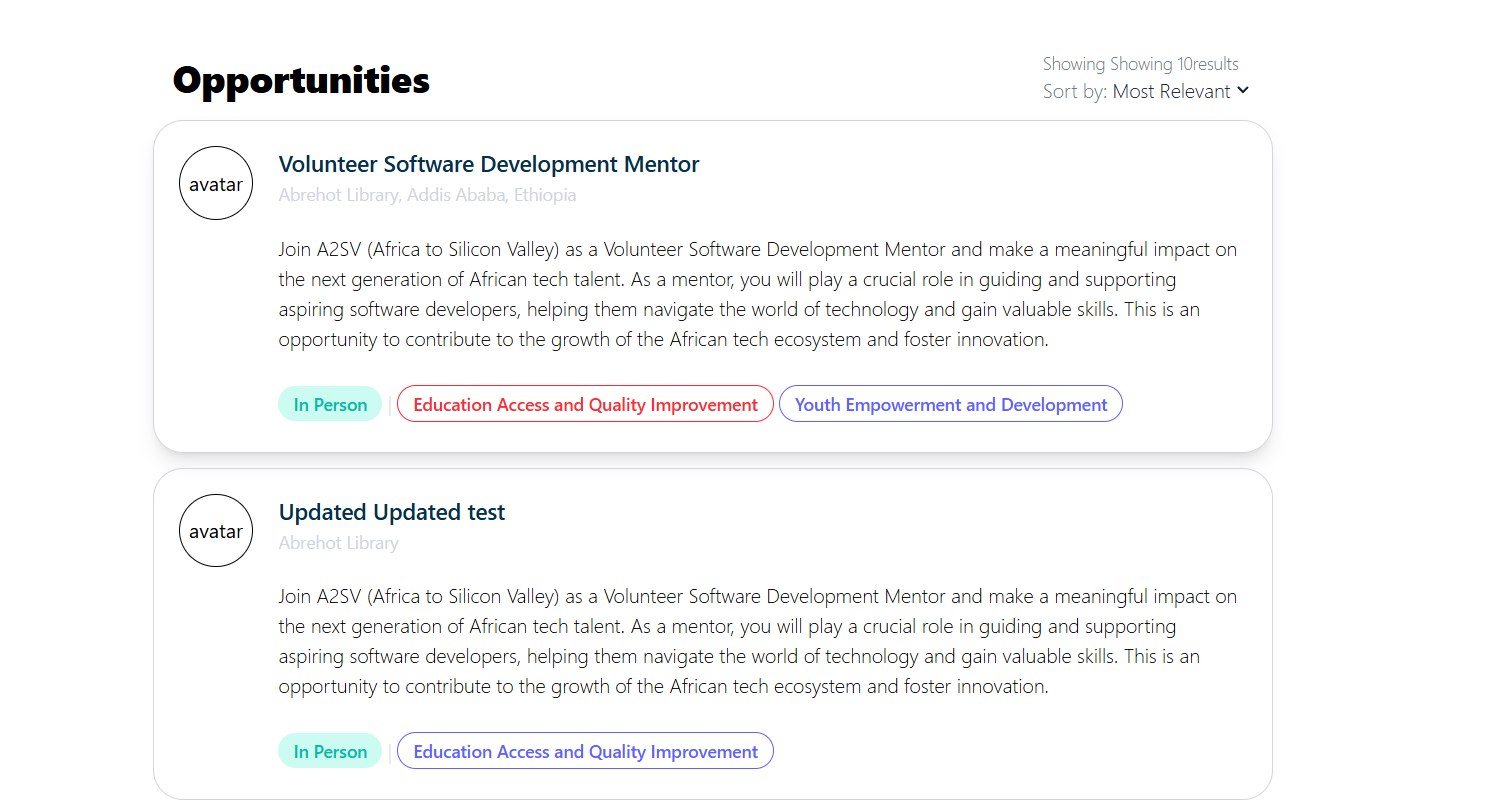 Opportunities
Showing Showing 10results
Sort by: Most Relevant
avatar
Volunteer Software Development Mentor
Abrehot Library, Addis Ababa, Ethiopia
Join A2SV (Africa to Silicon Valley) as a Volunteer Software Development Mentor and make a meaningful impact on
the next generation of African tech talent. As a mentor, you will play a crucial role in guiding and supporting
aspiring software developers, helping them navigate the world of technology and gain valuable skills. This is an
opportunity to contribute to the growth of the African tech ecosystem and foster innovation.
In Person | Education Access and Quality Improvement Youth Empowerment and Development
avatar
Updated Updated test
Abrehot Library
Join A2SV (Africa to Silicon Valley) as a Volunteer Software Development Mentor and make a meaningful impact on
the next generation of African tech talent. As a mentor, you will play a crucial role in guiding and supporting
aspiring software developers, helping them navigate the world of technology and gain valuable skills. This is an
opportunity to contribute to the growth of the African tech ecosystem and foster innovation.
In Person | Education Access and Quality Improvement